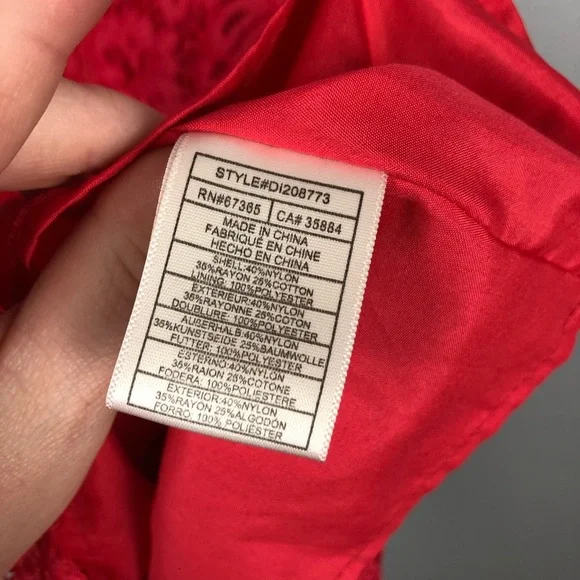 STYLE#DI208773
RN#67385 CA# 35884
MADE IN CHINA
FABRIQUÉ EN CHINE
HECHO EN CHINA
SHELL:40%NYLON
35%RAYON 25%COTTON
LINING: 100%POLYESTER
EXTERIEUR:40%NYLON
35%RAYONNE 25%COTON
DOUBLURE: 100%POLYESTER
AUßERHALB:40%NYLON
35%KUNSTSEIDE 25%BAUMWOLLE
FUTTER: 100%POLYESTER
ESTERNO:40%NYLON
35%RAION 25%COTONE
FODERA: 100%POLIESTERE
EXTERIOR:40%NYLON
35%RAYON 25%ALGODÓN
FORRO: 100% POLIESTER